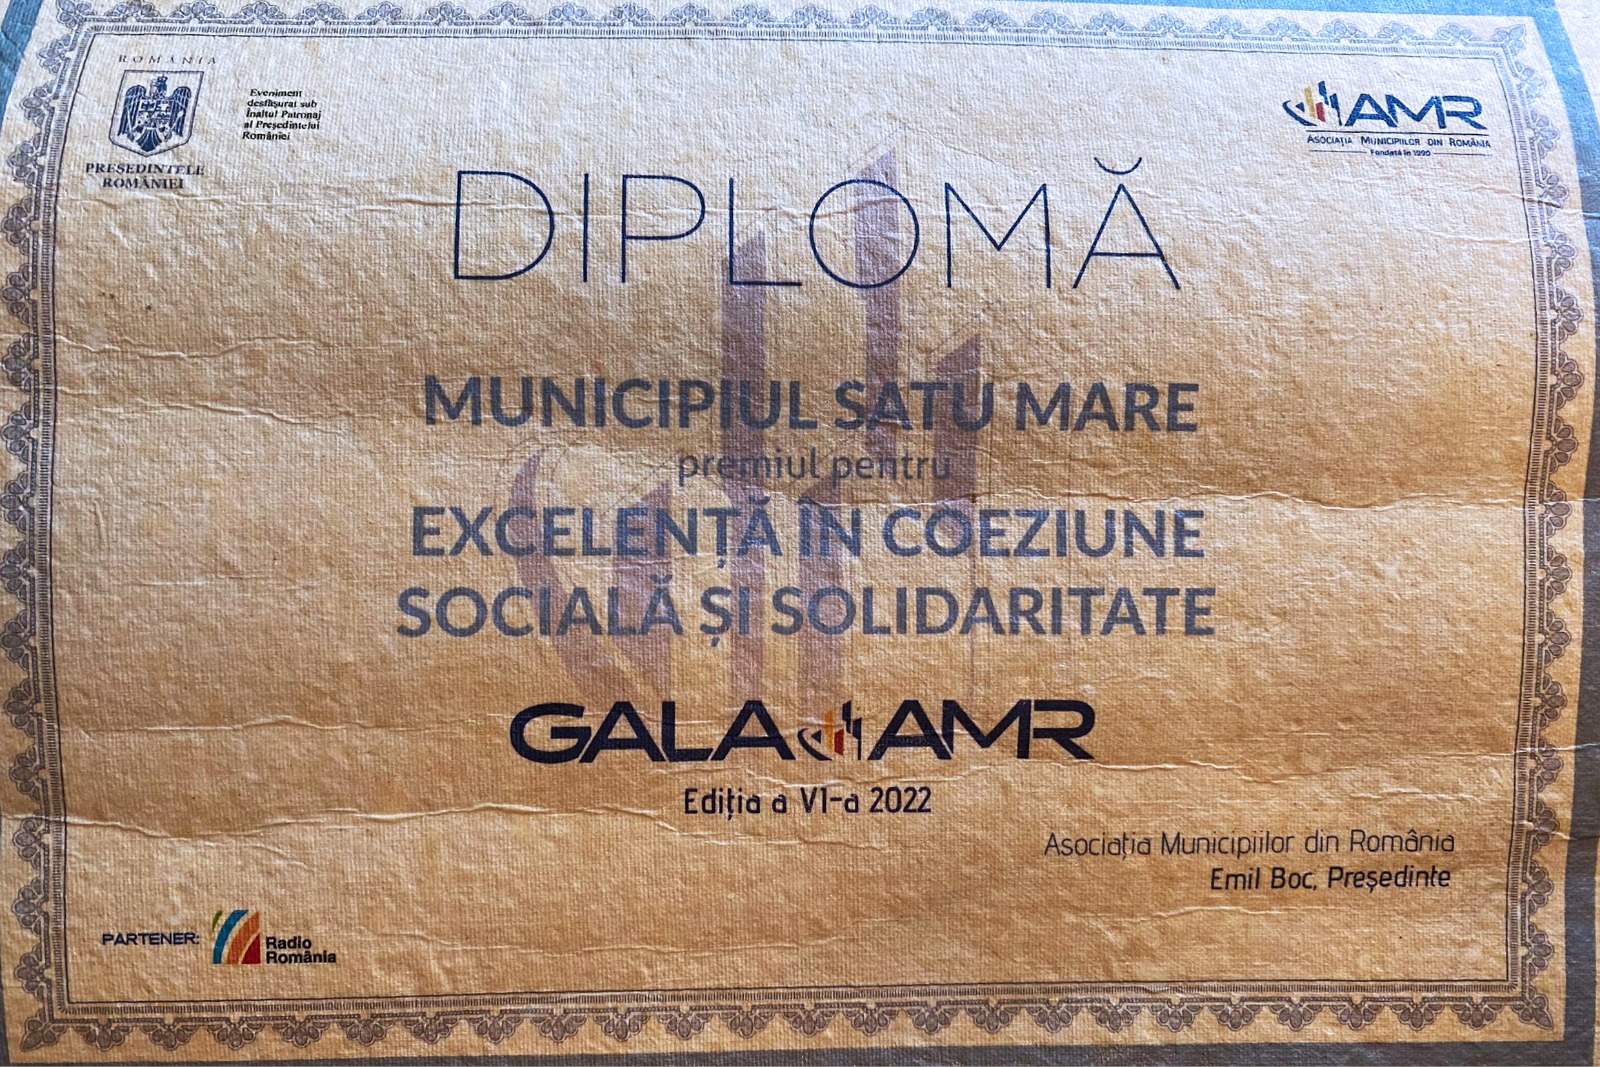 ROMÂNIA
PREȘEDINTELE
ROMÂNIEI
Eveniment
desfășurat sub
Înaltul Patronaj
al Președintelui
României
AMR
ASOCIAȚIA MUNICIPIILOR DIN ROMÂNIA
Fondată în 1990
DIPLOMĂ
MUNICIPIUL SATU MARE
premiul pentru
EXCELENȚĂ ÎN COEZIUNE
SOCIALĂ ȘI SOLIDARITATE
GALA AMR
Ediția a VI-a 2022
Asociația Municipiilor din România
Emil Boc, Președinte
PARTENER:
Radio
România